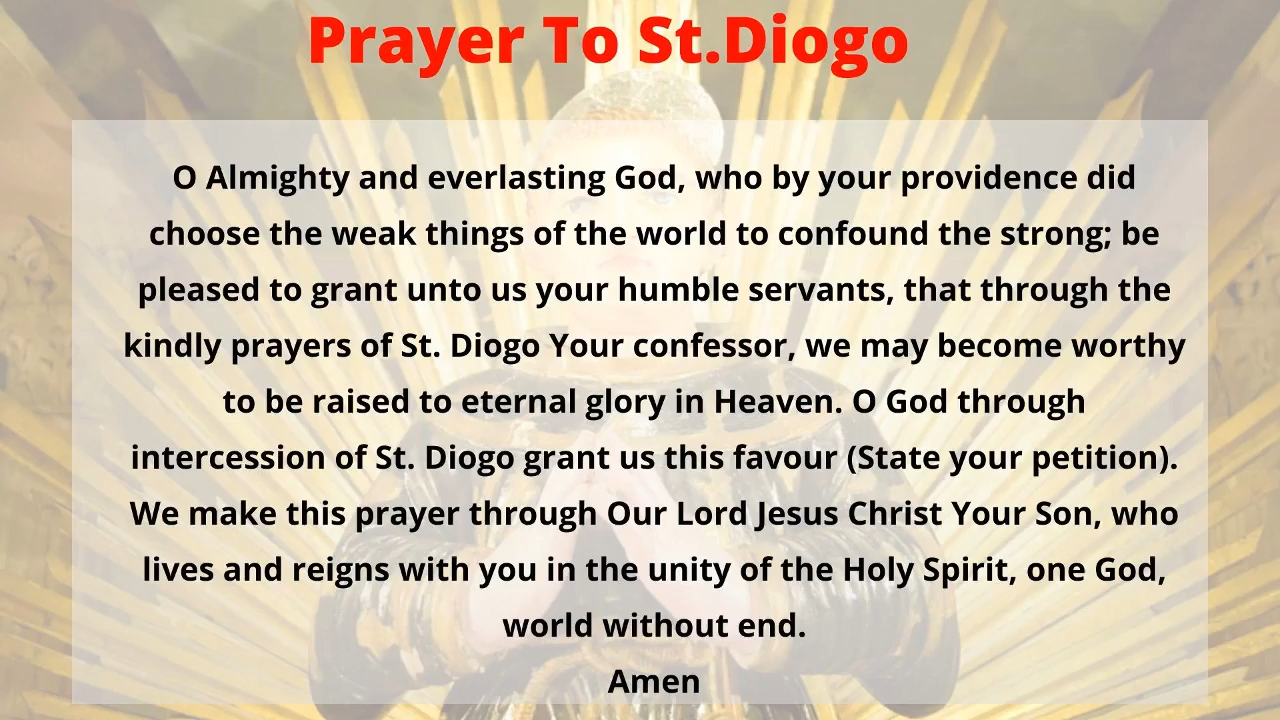 Prayer To St.Diogo
O Almighty and everlasting God, who by your providence did
choose the weak things of the world to confound the strong; be
pleased to grant unto us your humble servants, that through the
kindly prayers of St. Diogo Your confessor, we may become worthy
to be raised to eternal glory in Heaven. O God through
intercession of St. Diogo grant us this favour (State your petition).
We make this prayer through Our Lord Jesus Christ Your Son, who
lives and reigns with you in the unity of the Holy Spirit, one God,
world without end.
Amen